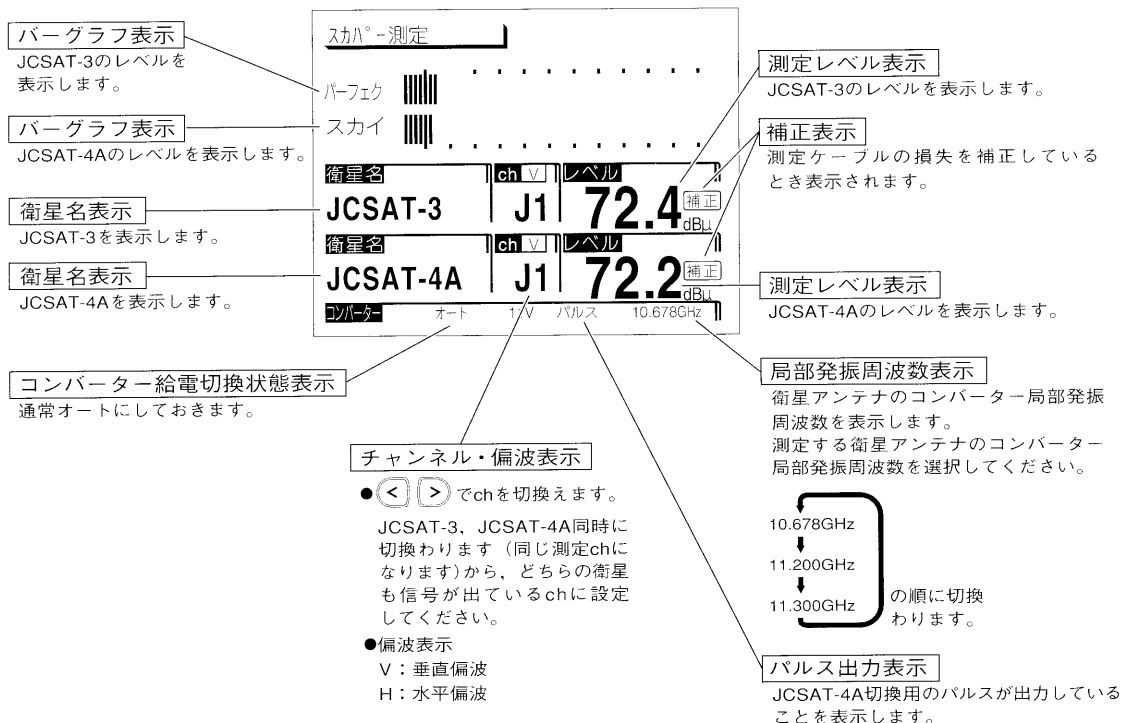 バーグラフ表示
JCSAT-3のレベルを
表示します。
バーグラフ表示
JCSAT-4Aのレベルを表示します。
衛星名表示
JCSAT-3を表示します。
衛星名表示
JCSAT-4Aを表示します。
コンバーター給電切換状態表示
通常オートにしておきます。
スカパー測定
パーフェク
スカイ
衛星名 ch V レベル
JCSAT-3 J1 72.4 補正 dBμ
衛星名 ch V レベル
JCSAT-4A J1 72.2 補正 dBμ
コンバーター オート パルス 10.678GHz
測定レベル表示
JCSAT-3のレベルを表示します。
補正表示
測定ケーブルの損失を補正している
とき表示されます。
測定レベル表示
JCSAT-4Aのレベルを表示します。
局部発振周波数表示
衛星アンテナのコンバーター局部発振
周波数を表示します。
測定する衛星アンテナのコンバーター
局部発振周波数を選択してください。
10.678GHz
11.200GHz
11.300GHz
の順に切換
わります。
チャンネル・偏波表示
●< > でchを切換えます。
JCSAT-3，JCSAT-4A同時に
切換わります（同じ測定chに
なります)から，どちらの衛星
も信号が出ているchに設定
してください。
●偏波表示
V：垂直偏波
H：水平偏波
パルス出力表示
JCSAT-4A切換用のパルスが出力している
ことを表示します。